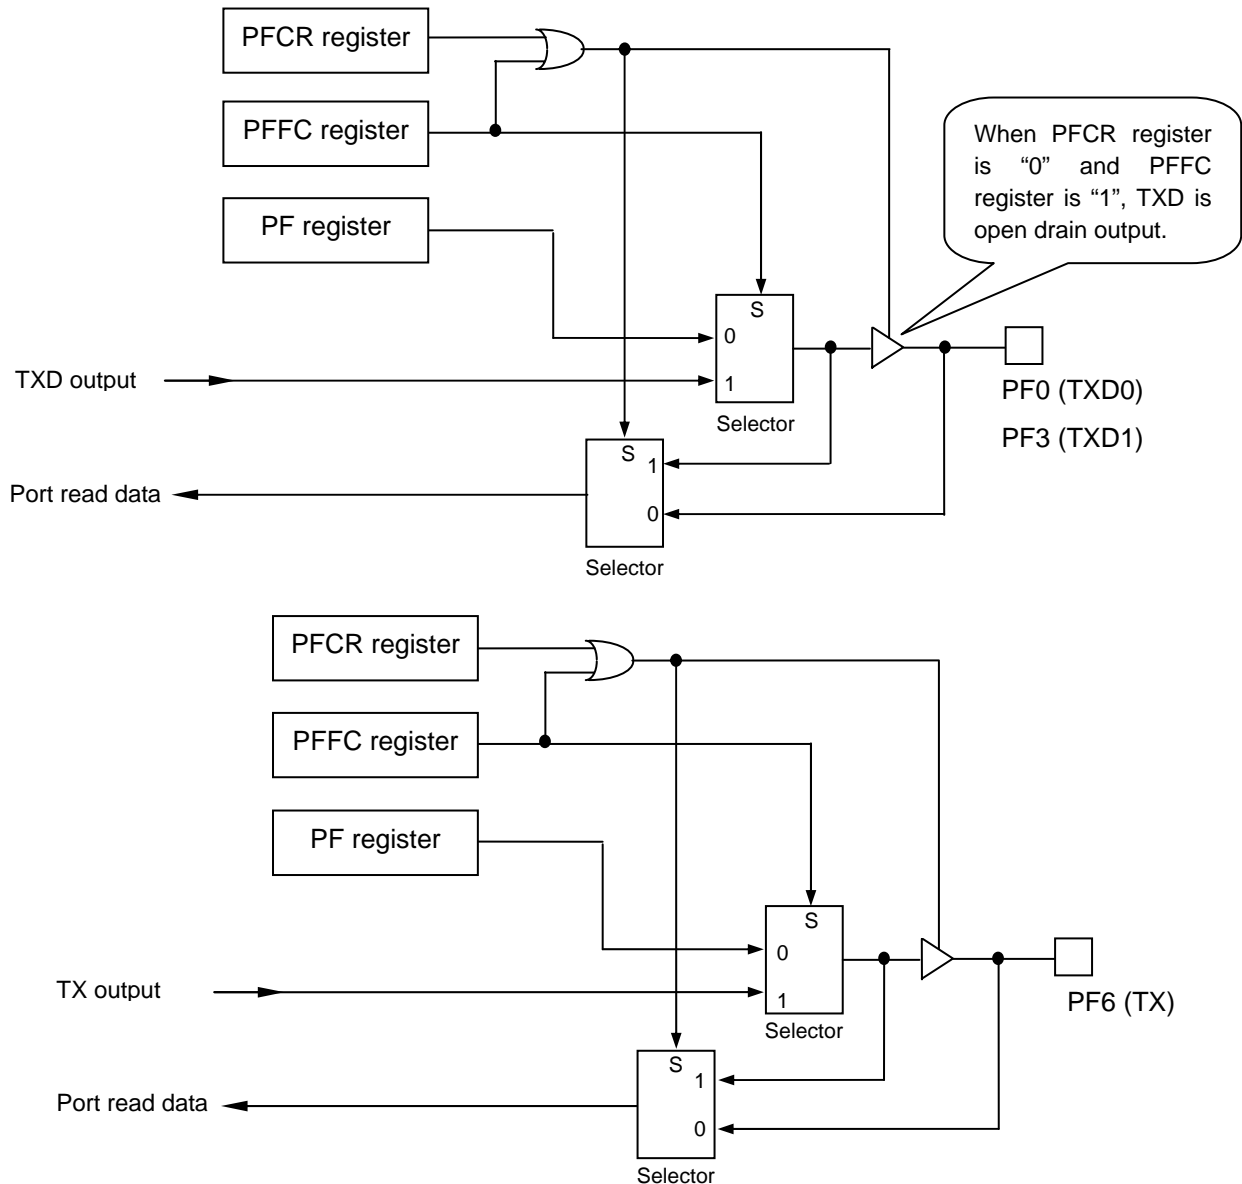 PFCR register
PFFC register
PF register
When PFCR register
is “0” and PFFC
register is “1”, TXD is
open drain output.
S
0
1
Selector
TXD output
PF0 (TXD0)
PF3 (TXD1)
S
1
0
Selector
Port read data
PFCR register
PFFC register
PF register
S
0
1
Selector
TX output
PF6 (TX)
S
1
0
Selector
Port read data